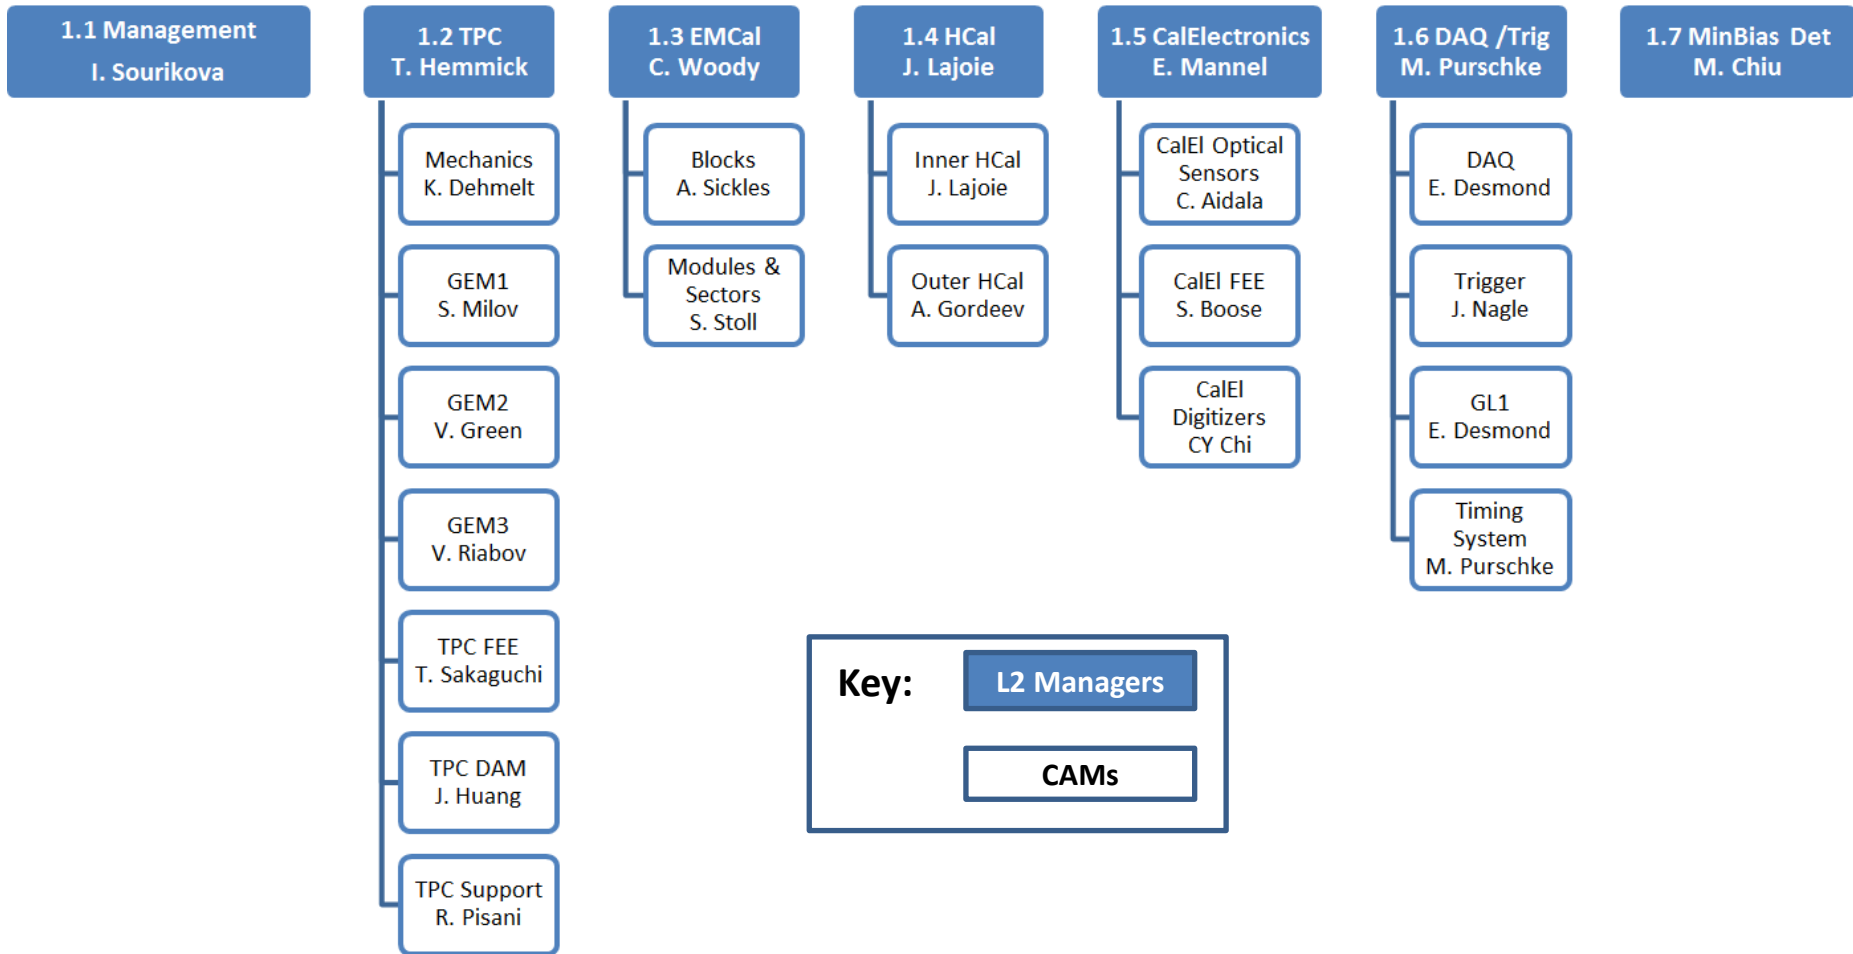 1.1 Management
I. Sourikova
1.2 TPC
T. Hemmick
Mechanics
K. Dehmelt
GEM1
S. Milov
GEM2
V. Green
GEM3
V. Riabov
TPC FEE
T. Sakaguchi
TPC DAM
J. Huang
TPC Support
R. Pisani
1.3 EMCal
C. Woody
Blocks
A. Sickles
Modules &
Sectors
S. Stoll
1.4 HCal
J. Lajoie
Inner HCal
J. Lajoie
Outer HCal
A. Gordeev
1.5 CalElectronics
E. Mannel
CalEl Optical
Sensors
C. Aidala
CalEl FEE
S. Boose
CalEl
Digitizers
CY Chi
1.6 DAQ /Trig
M. Purschke
DAQ
E. Desmond
Trigger
J. Nagle
GL1
E. Desmond
Timing
System
M. Purschke
1.7 MinBias Det
M. Chiu
Key:
L2 Managers
CAMs